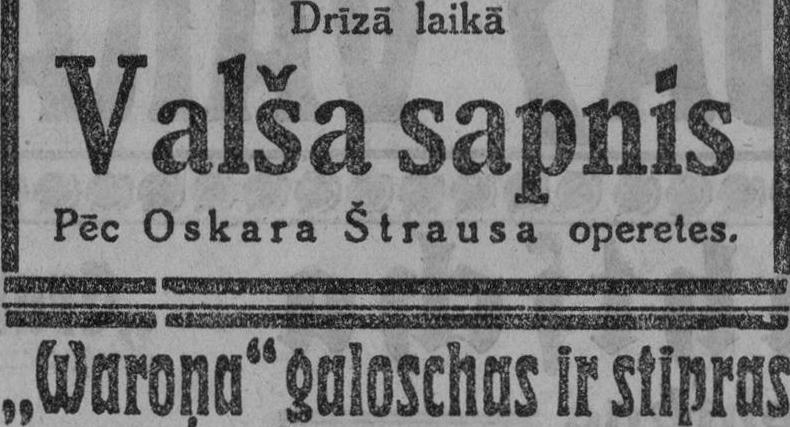 Drīzā laikā
Valša sapnis
Pēc Oskara Štrausa operetes.
„Waroņa“ galoschas ir stipras